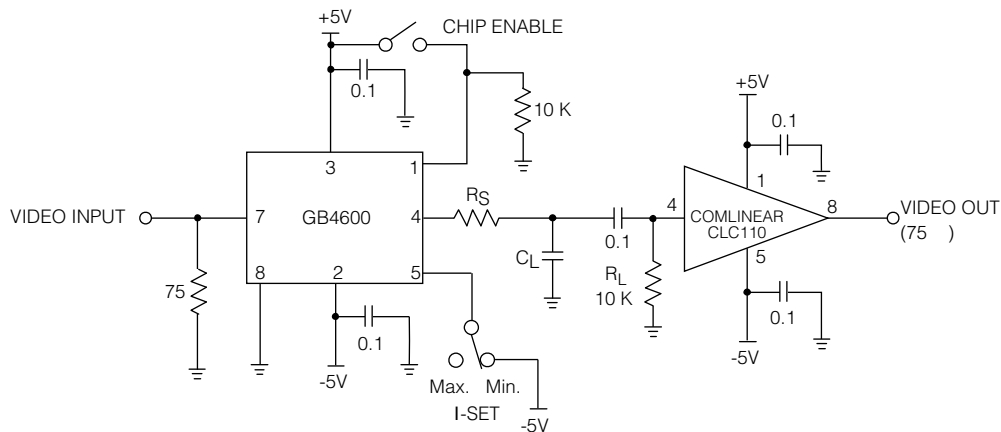 +5V
CHIP ENABLE
0.1
10 K
+5V
0.1
3
1
1
VIDEO INPUT
7
GB4600
4
RS
4
COMLINEAR
CLC110
8
VIDEO OUT
(75 )
0.1
CL
RL
10 K
5
8
2
5
75
0.1
0.1
-5V
-5V
Max.
Min.
I-SET
-5V